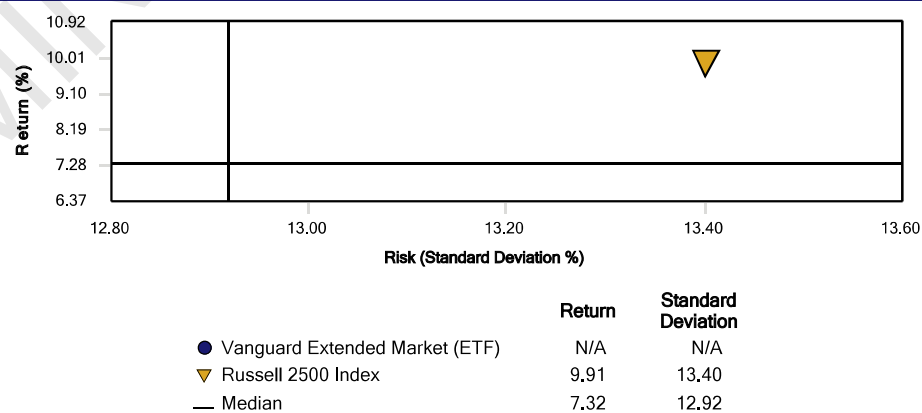 10.92
10.01
9.10
8.19
7.28
6.37
Return (%)
12.80 13.00 13.20 13.40 13.60
Risk (Standard Deviation %)
Return Standard Deviation
Vanguard Extended Market (ETF) N/A N/A
Russell 2500 Index 9.91 13.40
Median 7.32 12.92